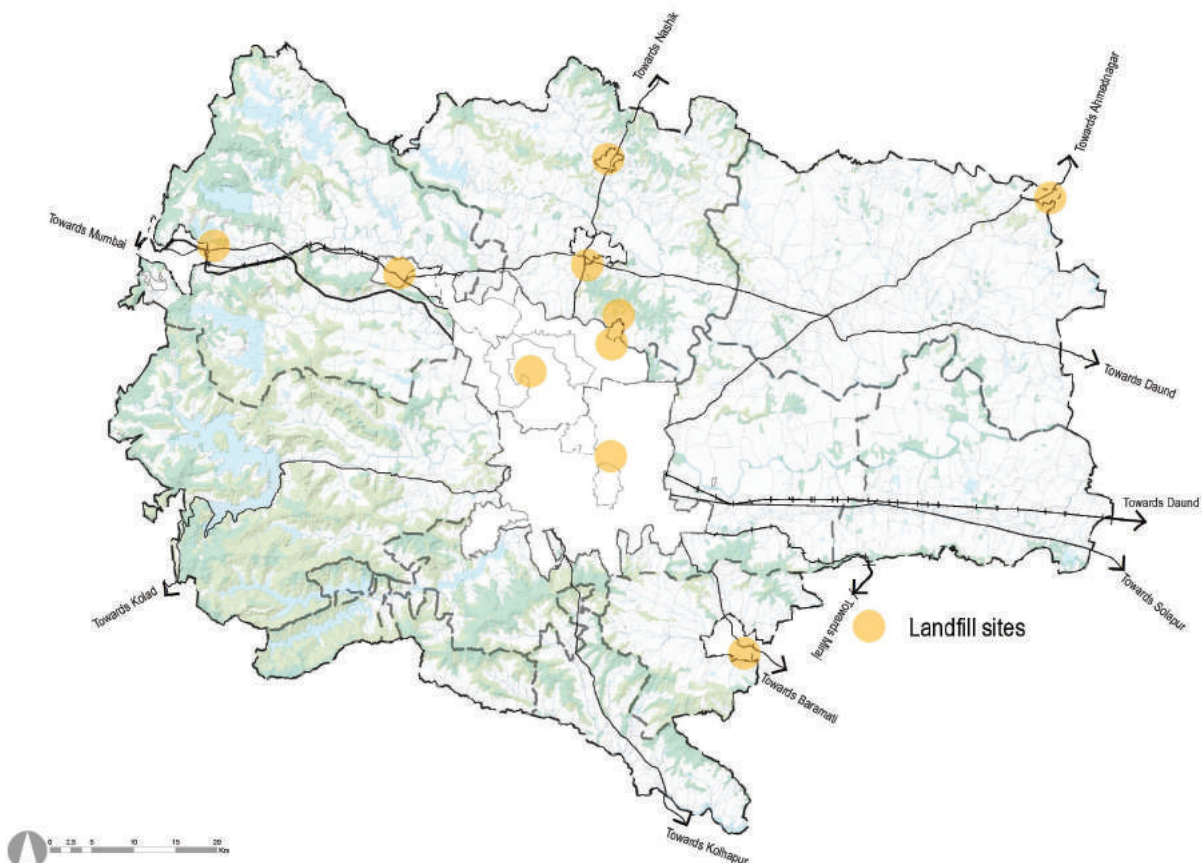 Towards Nashik
Towards Ahmednagar
Towards Mumbai
Towards Daund
Towards Daund
Towards Solapur
Towards Kolad
Towards Miraj
Landfill sites
Towards Baramati
Towards Kolhapur
0 2.5 5 10 15 20
Km